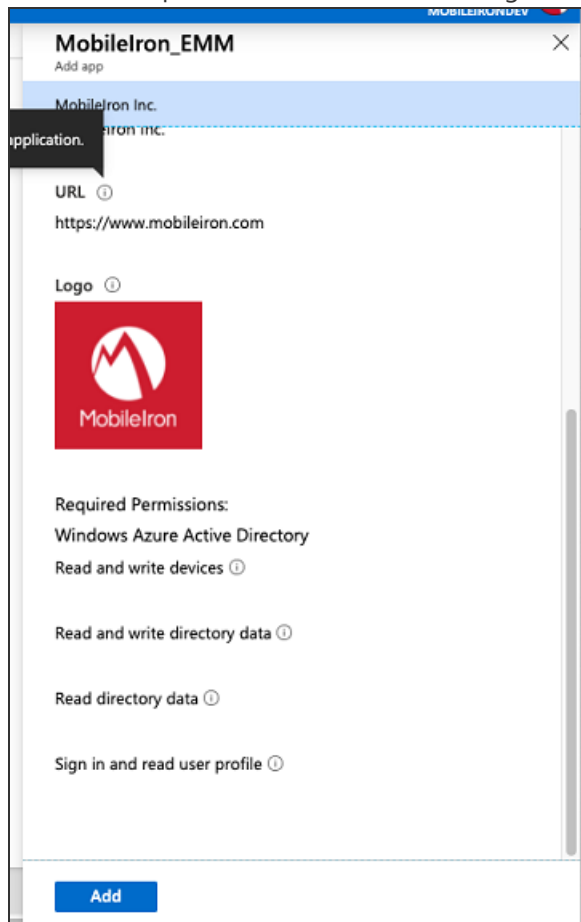 MOBILEIRONDEV
MobileIron_EMM
Add app
MobileIron Inc.
Inc.
pplication.
URL
https://www.mobileiron.com
Logo
MobileIron
Required Permissions:
Windows Azure Active Directory
Read and write devices
Read and write directory data
Read directory data
Sign in and read user profile
Add